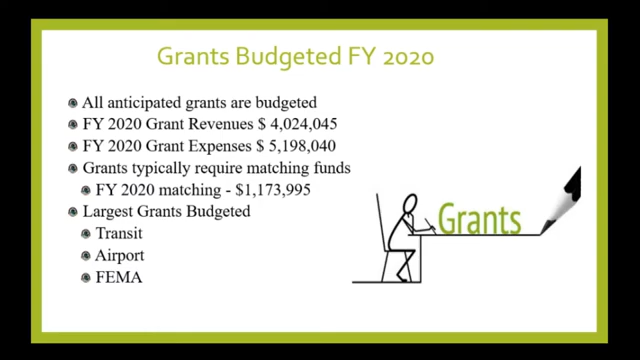 Grants Budgeted FY 2020
All anticipated grants are budgeted
FY 2020 Grant Revenues $ 4,024,045
FY 2020 Grant Expenses $ 5,198,040
Grants typically require matching funds
FY 2020 matching - $1,173,995
Largest Grants Budgeted
Transit
Airport
FEMA
Grants